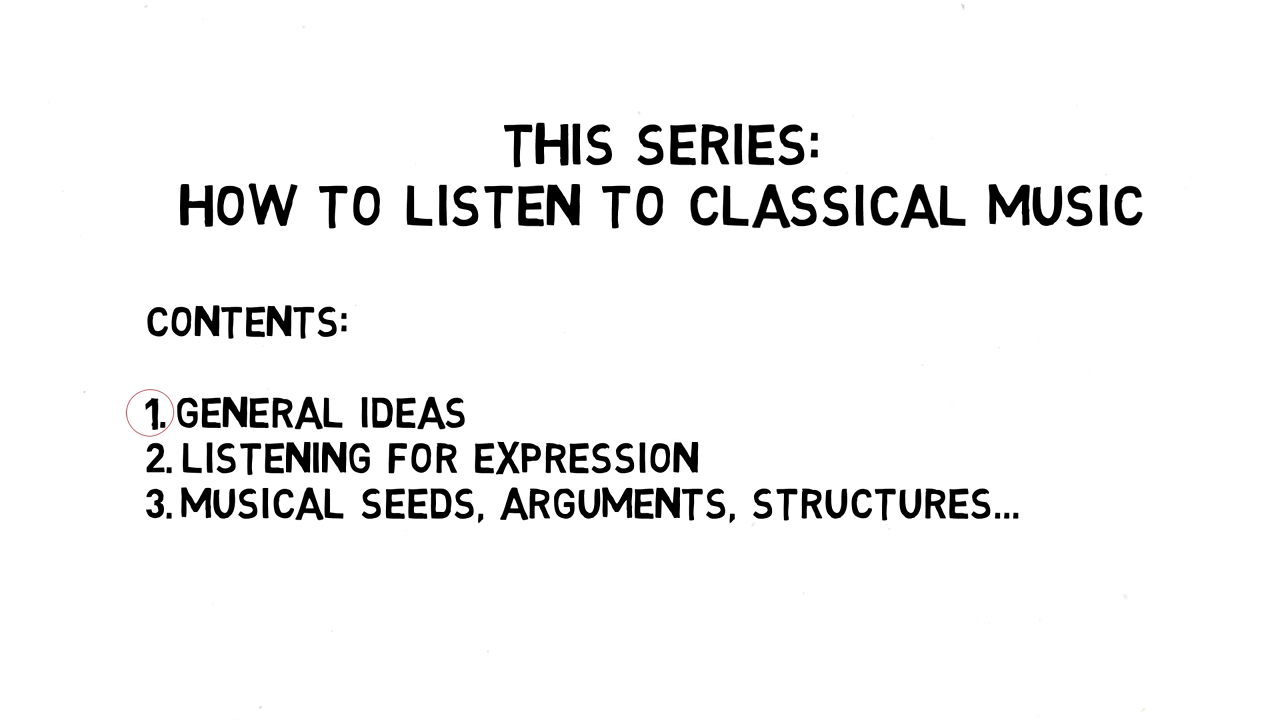 THIS SERIES:
HOW TO LISTEN TO CLASSICAL MUSIC
CONTENTS:
1. GENERAL IDEAS
2. LISTENING FOR EXPRESSION
3. MUSICAL SEEDS, ARGUMENTS, STRUCTURES...